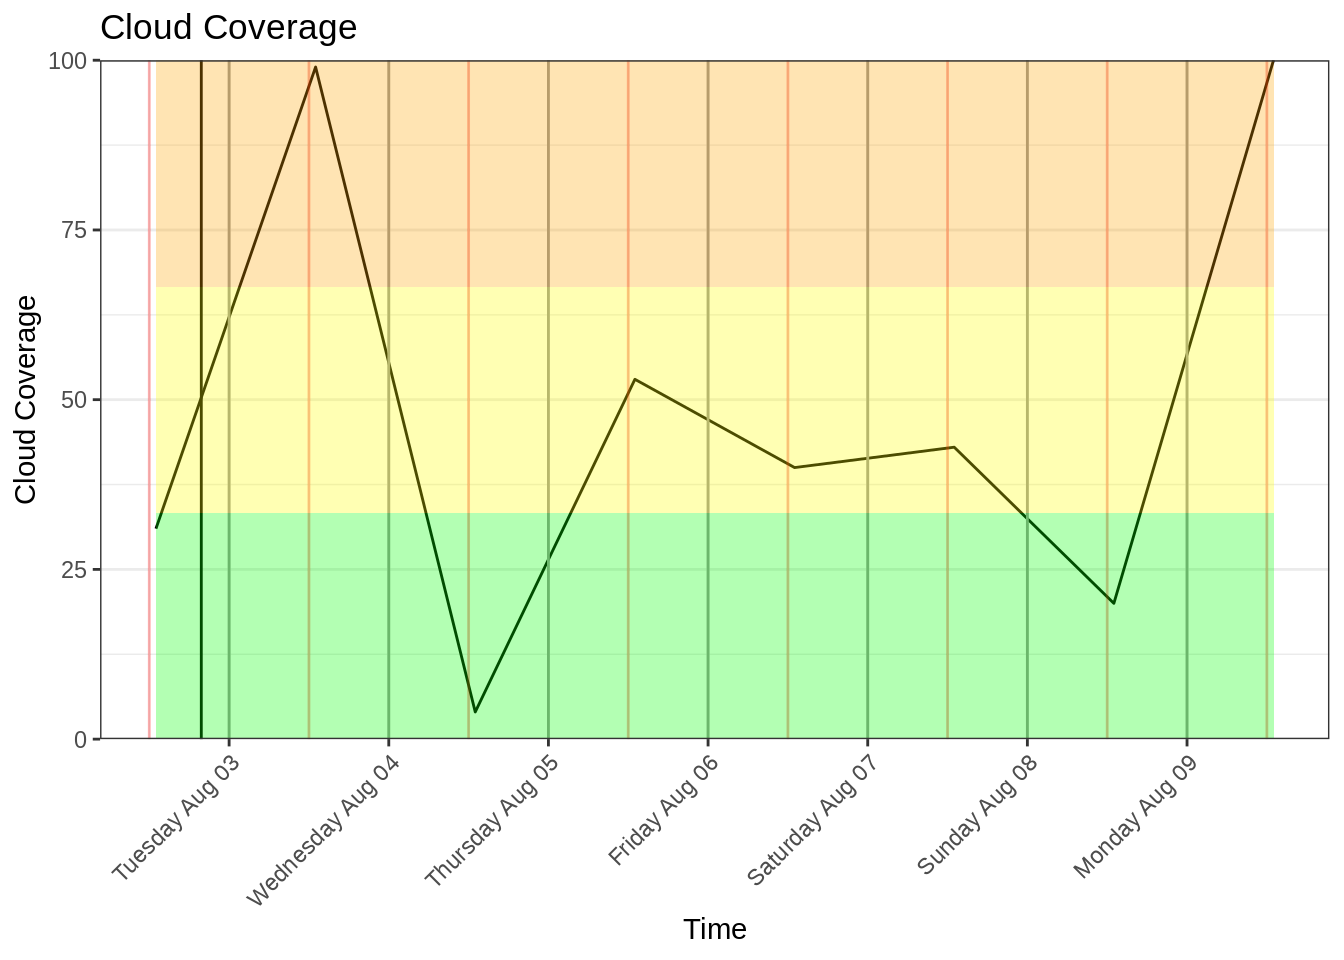 Cloud Coverage
100
75
50
25
0
Cloud Coverage
Tuesday Aug 03
Wednesday Aug 04
Thursday Aug 05
Friday Aug 06
Saturday Aug 07
Sunday Aug 08
Monday Aug 09
Time